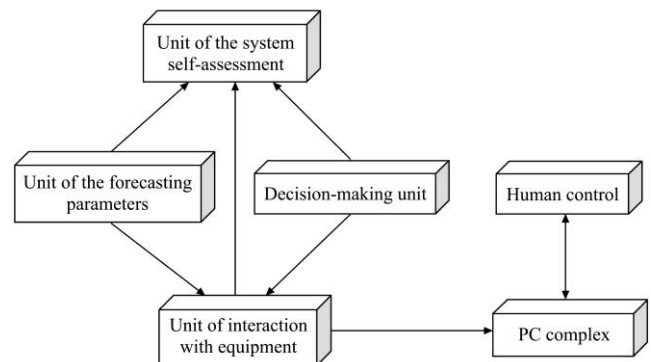 Unit of the system
self-assessment
Unit of the forecasting
parameters
Decision-making unit
Human control
Unit of interaction
with equipment
PC complex